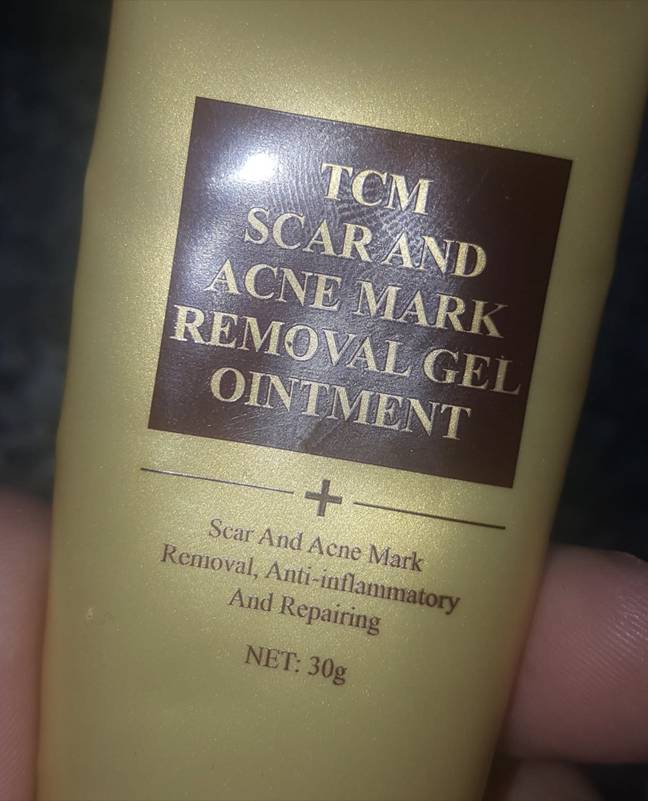 TCM
SCAR AND
ACNE MARK
REMOVAL GEL
OINTMENT
Scar And Acne Mark
Removal, Anti-inflammatory
And Repairing
NET: 30g